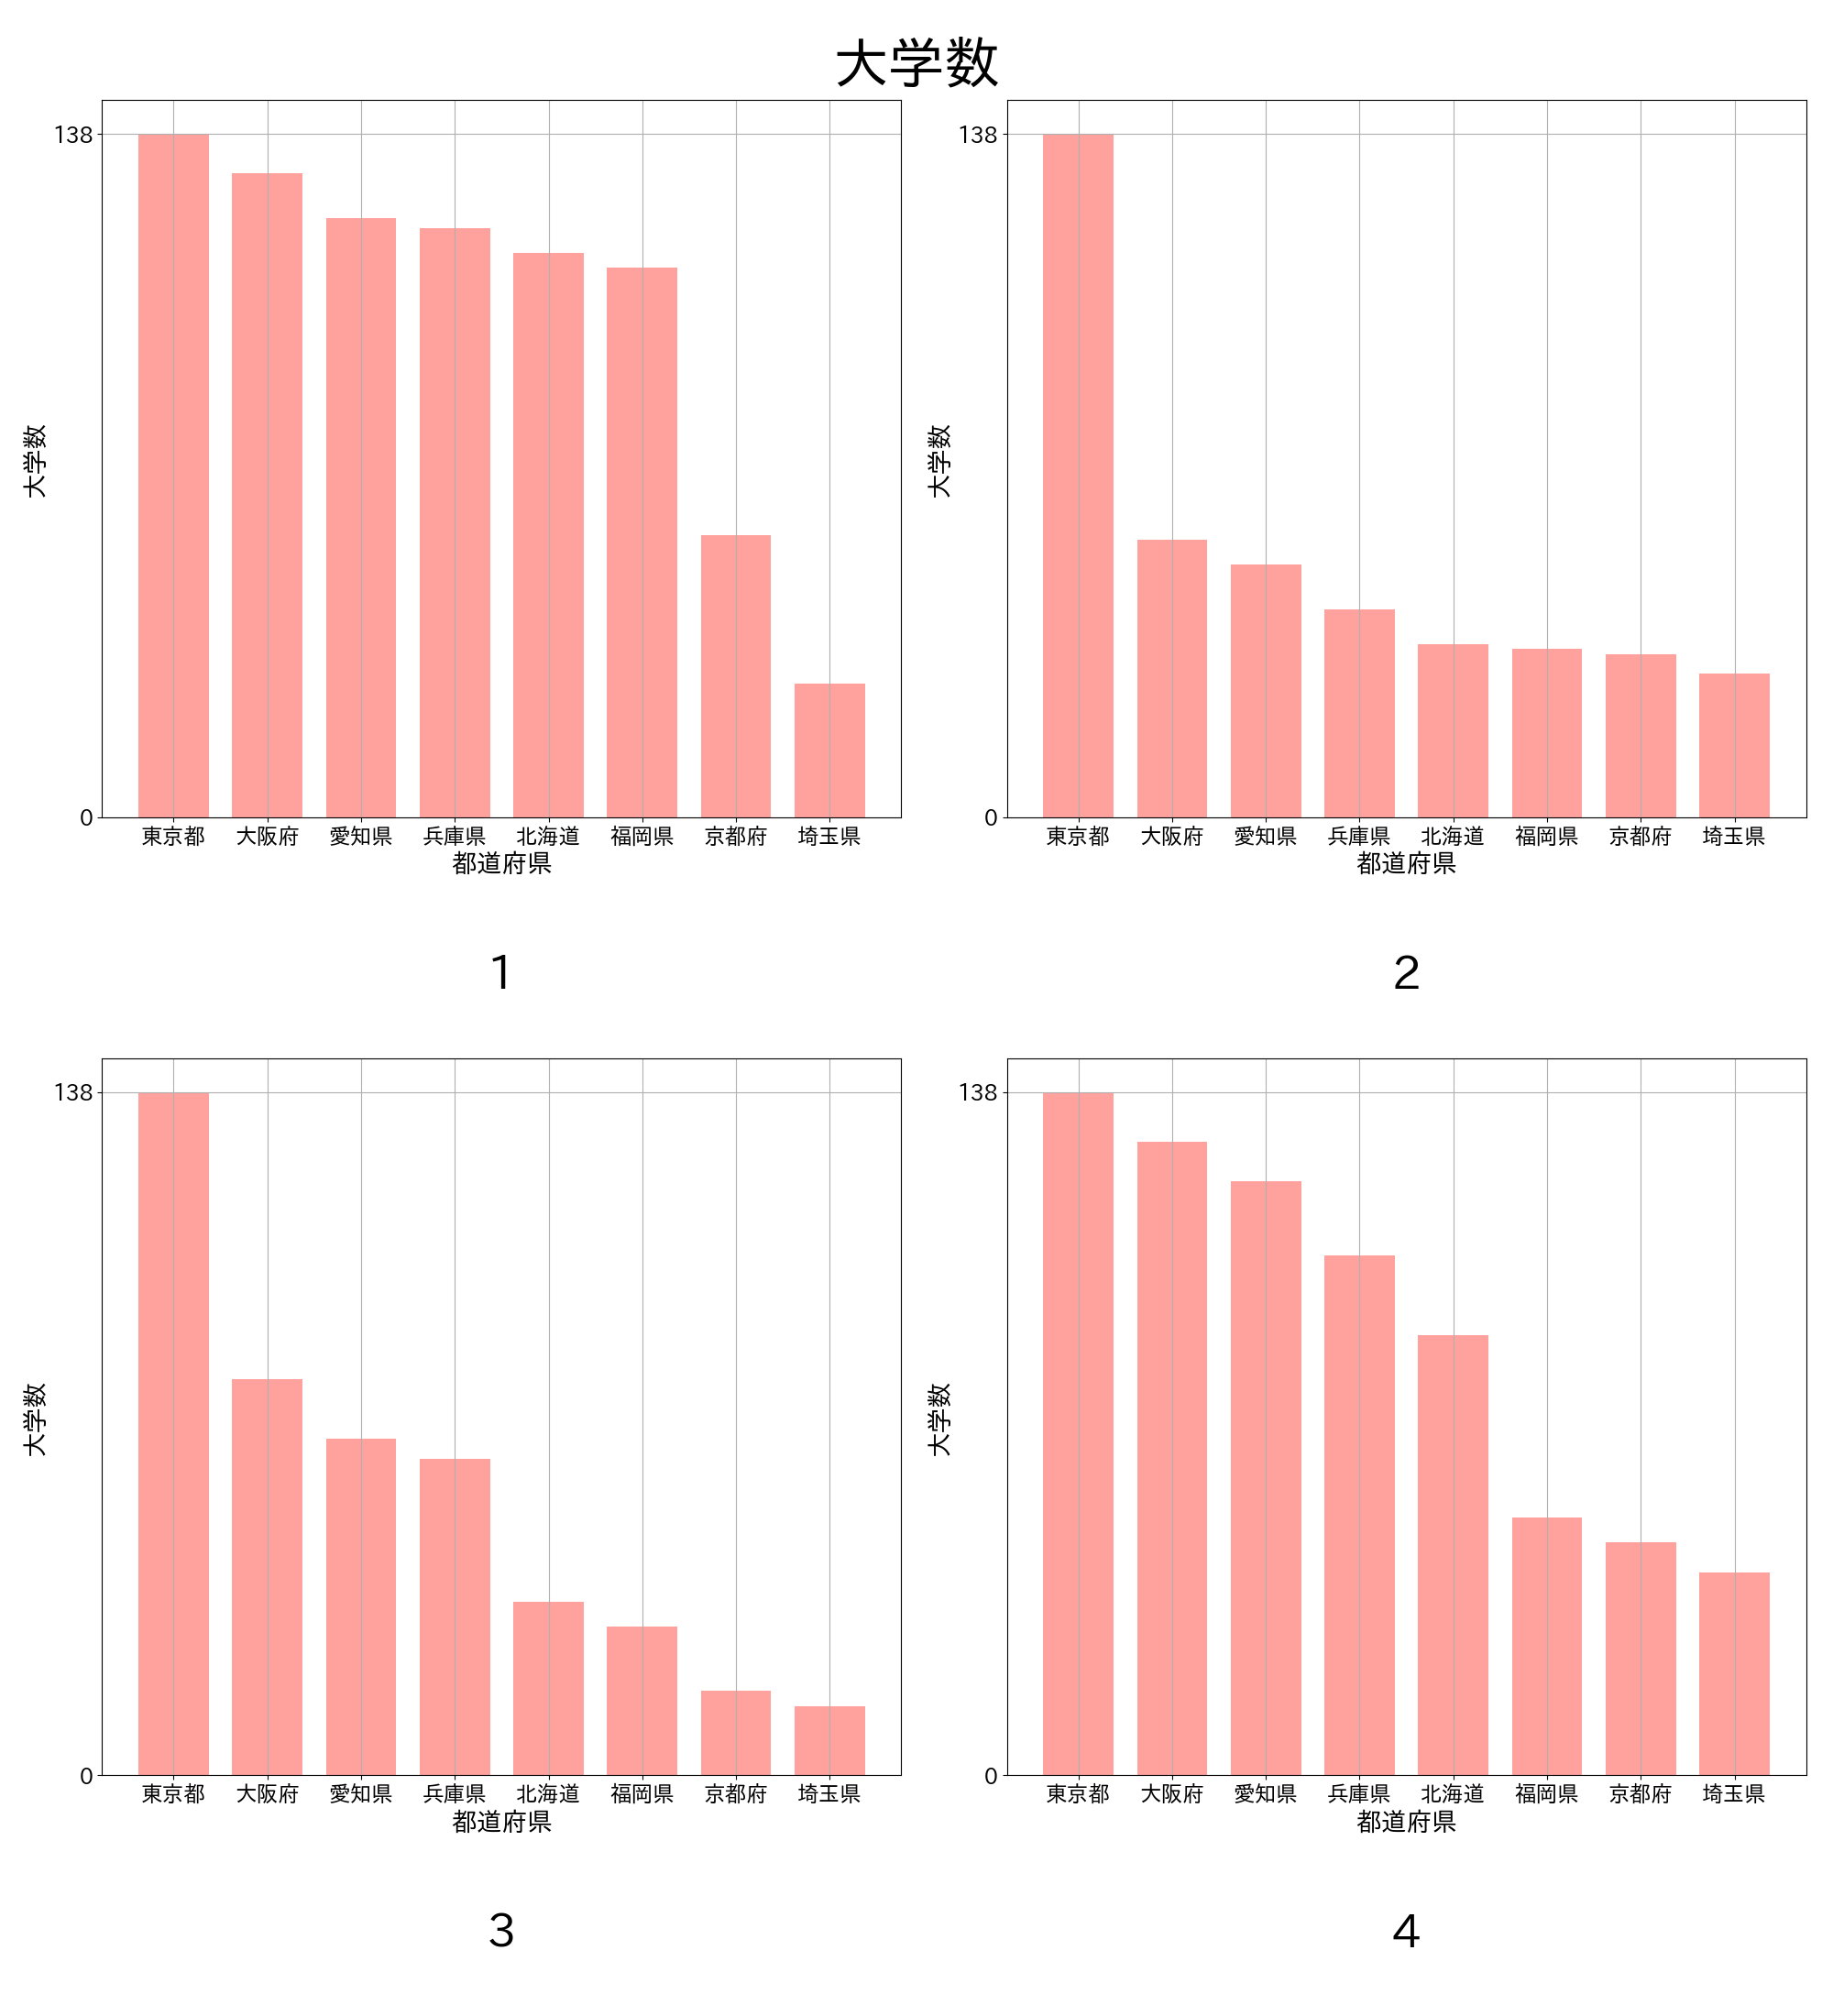 大学数
138
大学数
0
東京都 大阪府 愛知県 兵庫県 北海道 福岡県 京都府 埼玉県
都道府県
1
138
大学数
0
東京都 大阪府 愛知県 兵庫県 北海道 福岡県 京都府 埼玉県
都道府県
2
138
大学数
0
東京都 大阪府 愛知県 兵庫県 北海道 福岡県 京都府 埼玉県
都道府県
3
138
大学数
0
東京都 大阪府 愛知県 兵庫県 北海道 福岡県 京都府 埼玉県
都道府県
4